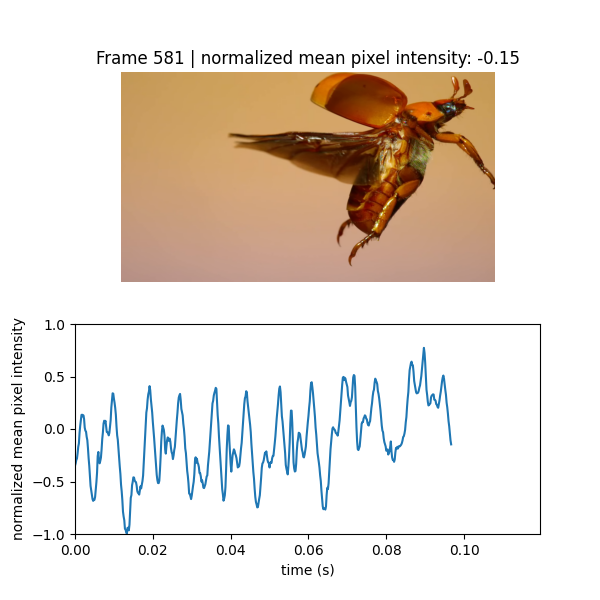 Frame 581 | normalized mean pixel intensity: -0.15
normalized mean pixel intensity
1.0
0.5
0.0
−0.5
−1.0
0.00 0.02 0.04 0.06 0.08 0.10
time (s)